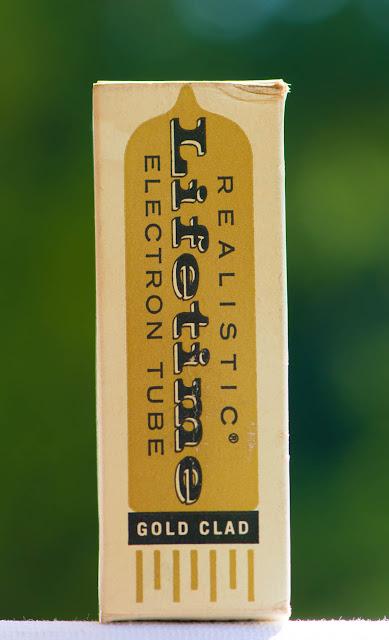 REALISTIC®
Lifetime
ELECTRON TUBE
GOLD CLAD